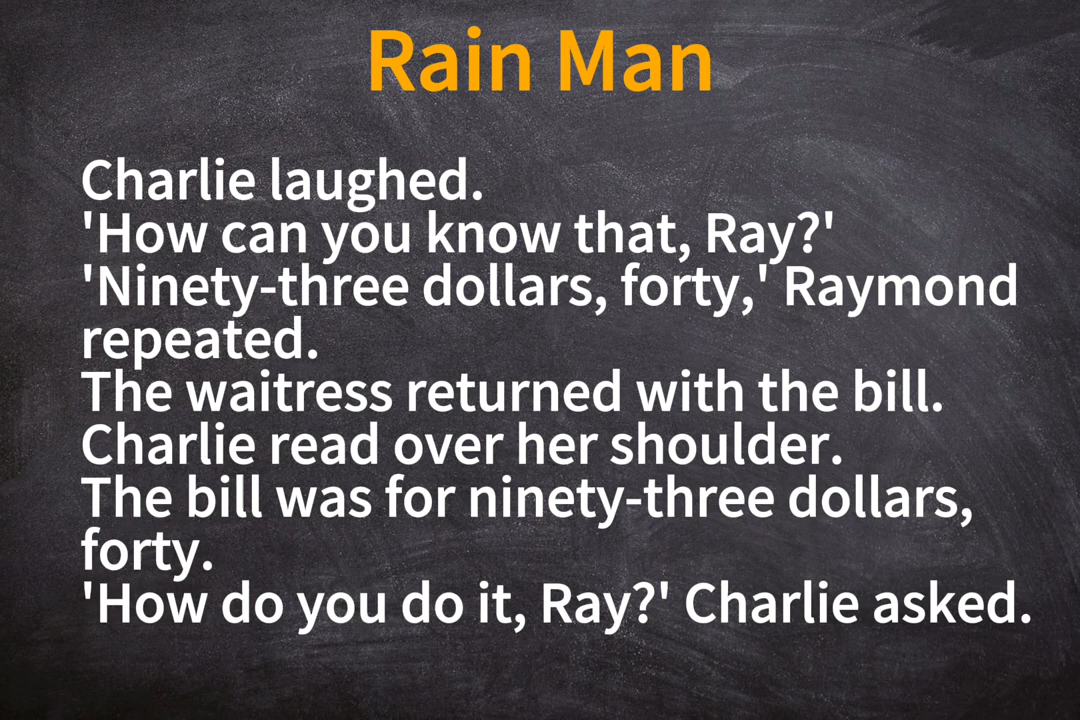 Rain Man
Charlie laughed.
'How can you know that, Ray?'
'Ninety-three dollars, forty,' Raymond
repeated.
The waitress returned with the bill.
Charlie read over her shoulder.
The bill was for ninety-three dollars,
forty.
'How do you do it, Ray?' Charlie asked.